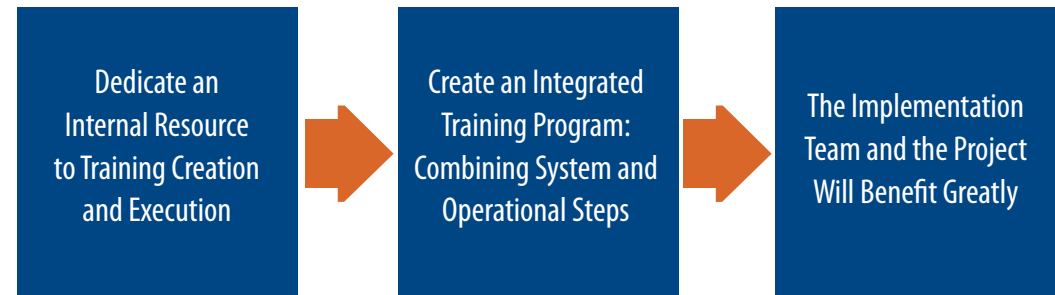 Dedicate an
Internal Resource
to Training Creation
and Execution
Create an Integrated
Training Program:
Combining System and
Operational Steps
The Implementation
Team and the Project
Will Benefit Greatly